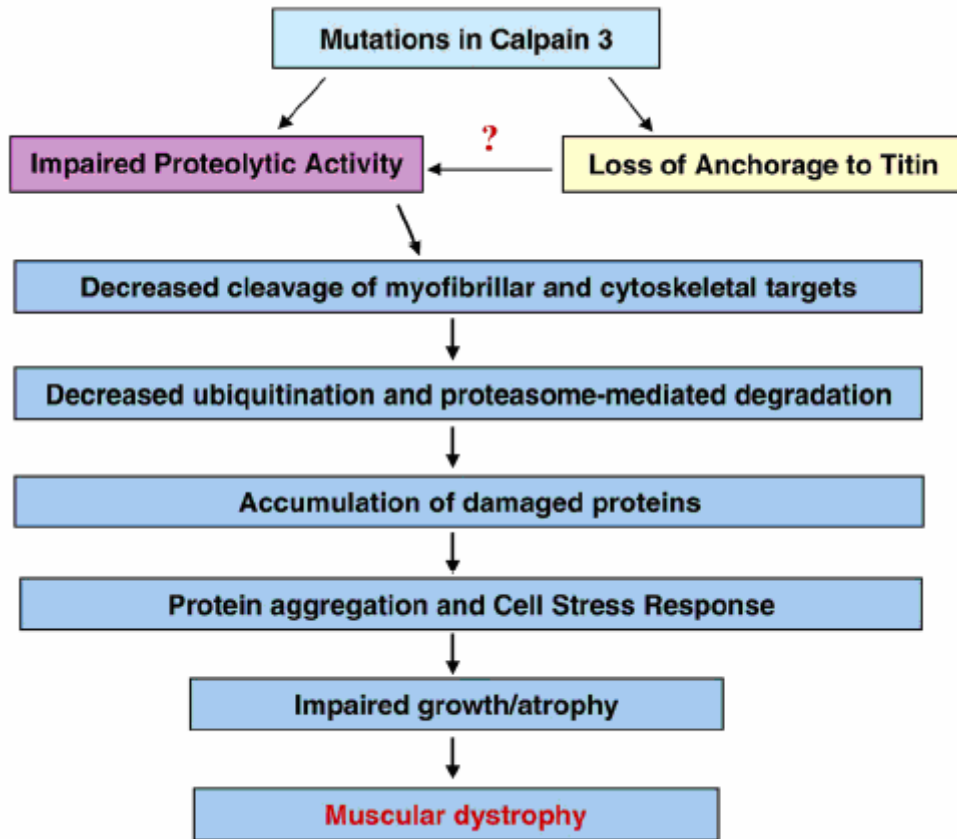 Mutations in Calpain 3
?
Impaired Proteolytic Activity
Loss of Anchorage to Titin
Decreased cleavage of myofibrillar and cytoskeletal targets
Decreased ubiquitination and proteasome-mediated degradation
Accumulation of damaged proteins
Protein aggregation and Cell Stress Response
Impaired growth/atrophy
Muscular dystrophy